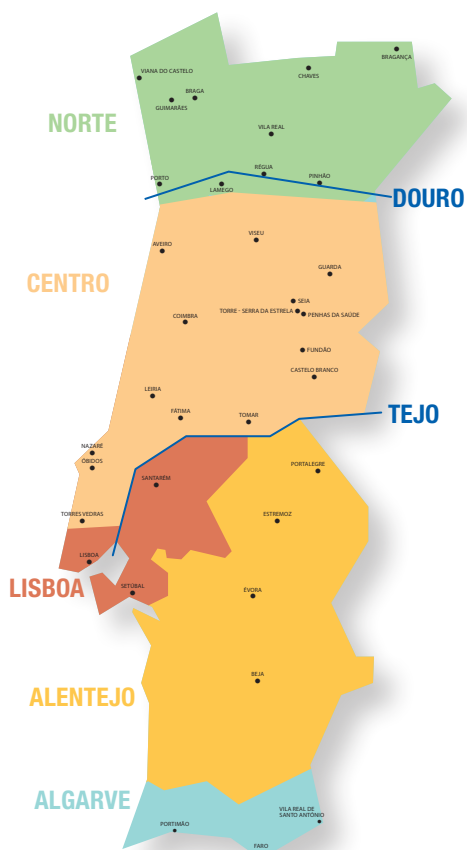 BRAGANÇA
CHAVES
VIANA DO CASTELO
BRAGA
GUIMARÃES
NORTE
VILA REAL
RÉGUA
PORTO
LAMEGO
PINHÃO
DOURO
VISEU
AVEIRO
GUARDA
CENTRO
SEIA
TORRE - SERRA DA ESTRELA
PENHAS DA SAÚDE
COIMBRA
FUNDÃO
CASTELO BRANCO
LEIRIA
FÁTIMA
TOMAR
TEJO
NAZARÉ
ÓBIDOS
PORTALEGRE
SANTARÉM
TORRES VEDRAS
ESTREMOZ
LISBOA
LISBOA
SETÚBAL
ÉVORA
BEJA
ALENTEJO
ALGARVE
VILA REAL DE
SANTO ANTÓNIO
PORTIMÃO
FARO